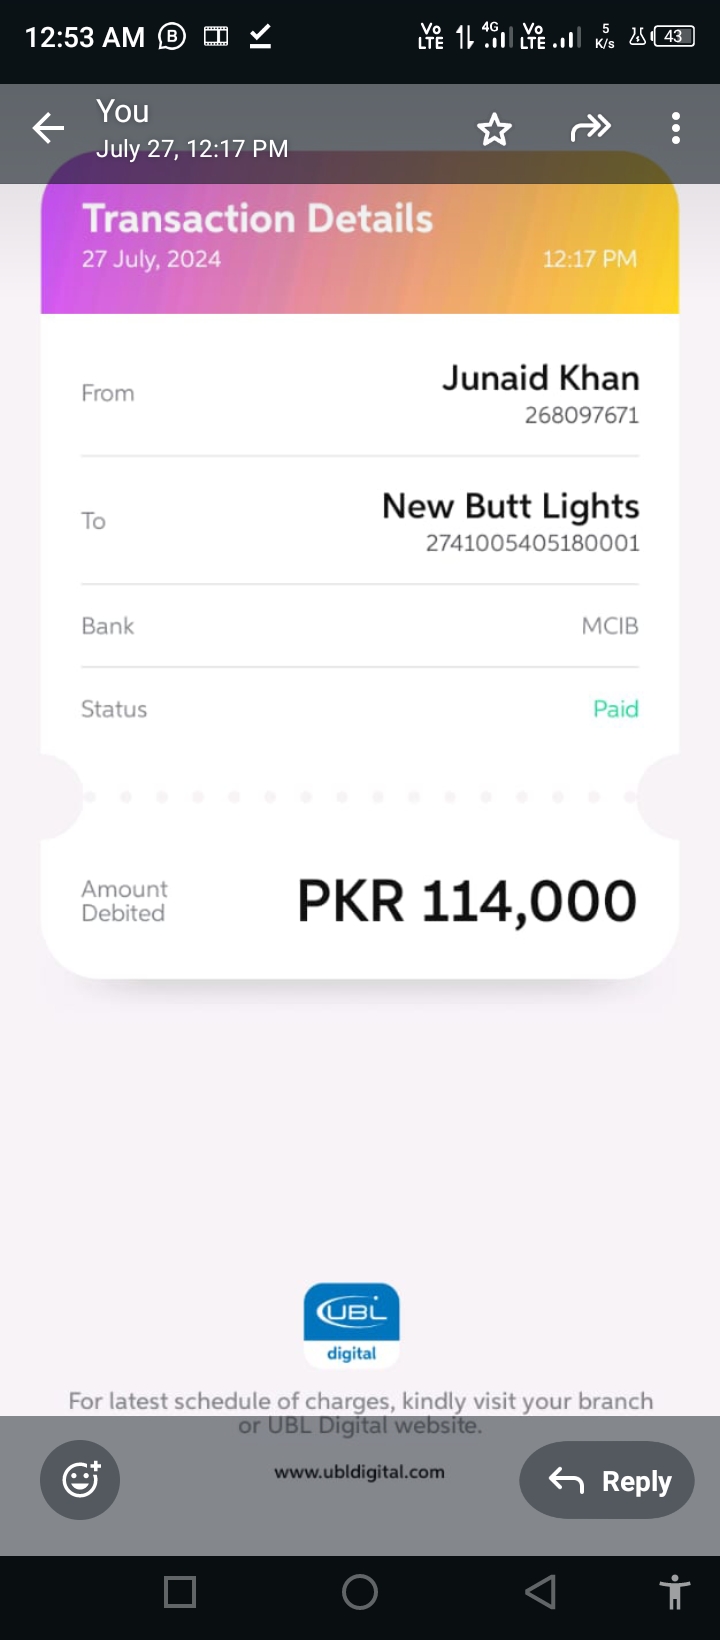 12:53 AM
Vo LTE 4G Vo LTE 5 K/s 43
You
July 27, 12:17 PM
Transaction Details
27 July, 2024 12:17 PM
From Junaid Khan
268097671
To New Butt Lights
2741005405180001
Bank MCIB
Status Paid
Amount Debited PKR 114,000
UBL
digital
For latest schedule of charges, kindly visit your branch
or UBL Digital website.
www.ubldigital.com
Reply